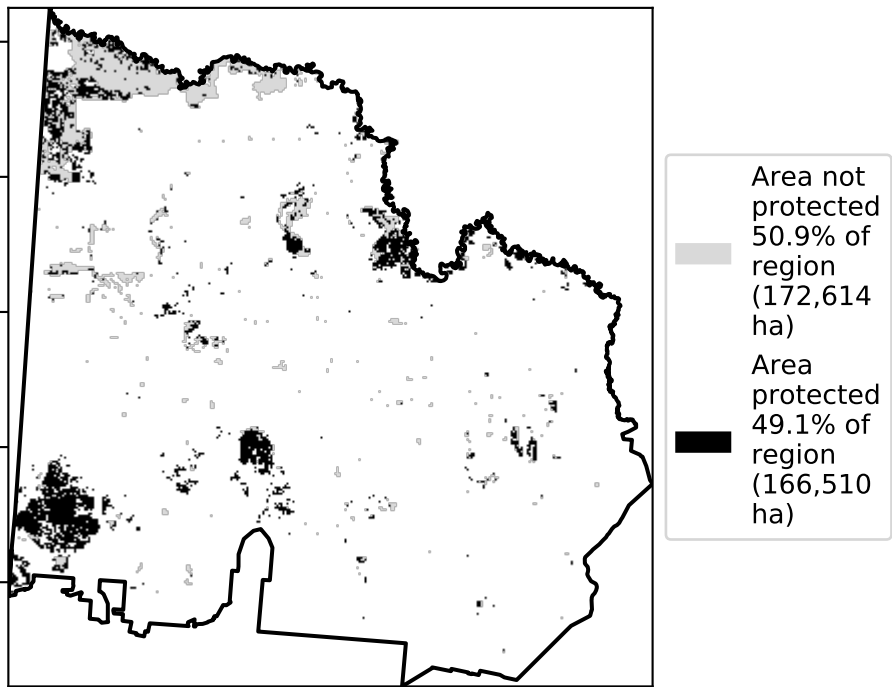 Area not
protected
50.9% of
region
(172,614
ha)
Area
protected
49.1% of
region
(166,510
ha)